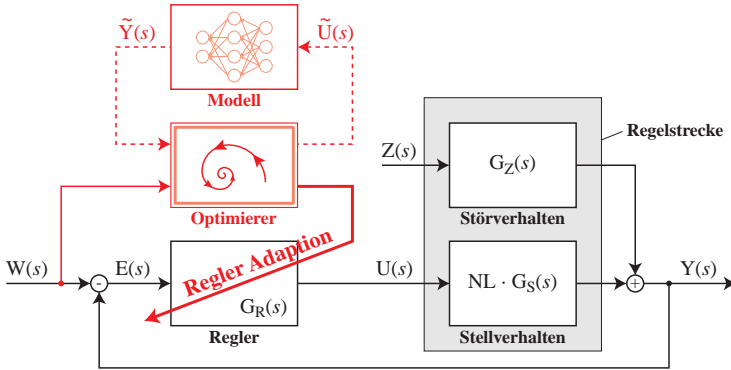 Ỹ(s)
Ũ(s)
Modell
Regelstrecke
Z(s)
G_Z(s)
Störverhalten
Optimierer
W(s)
-
E(s)
Regler Adaption
G_R(s)
Regler
U(s)
NL · G_S(s)
Stellverhalten
+
Y(s)